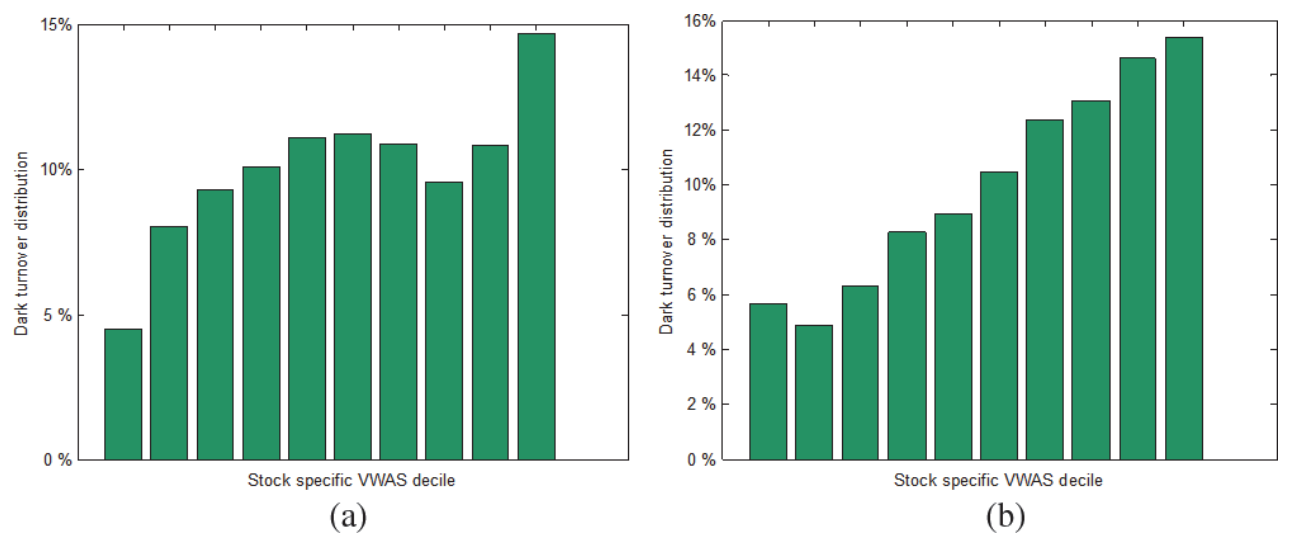 15%
10%
5 %
0 %
Dark turnover distribution
Stock specific VWAS decile
(a)
16%
14%
12%
10%
8 %
6 %
4 %
2 %
0 %
Dark turnover distribution
Stock specific VWAS decile
(b)